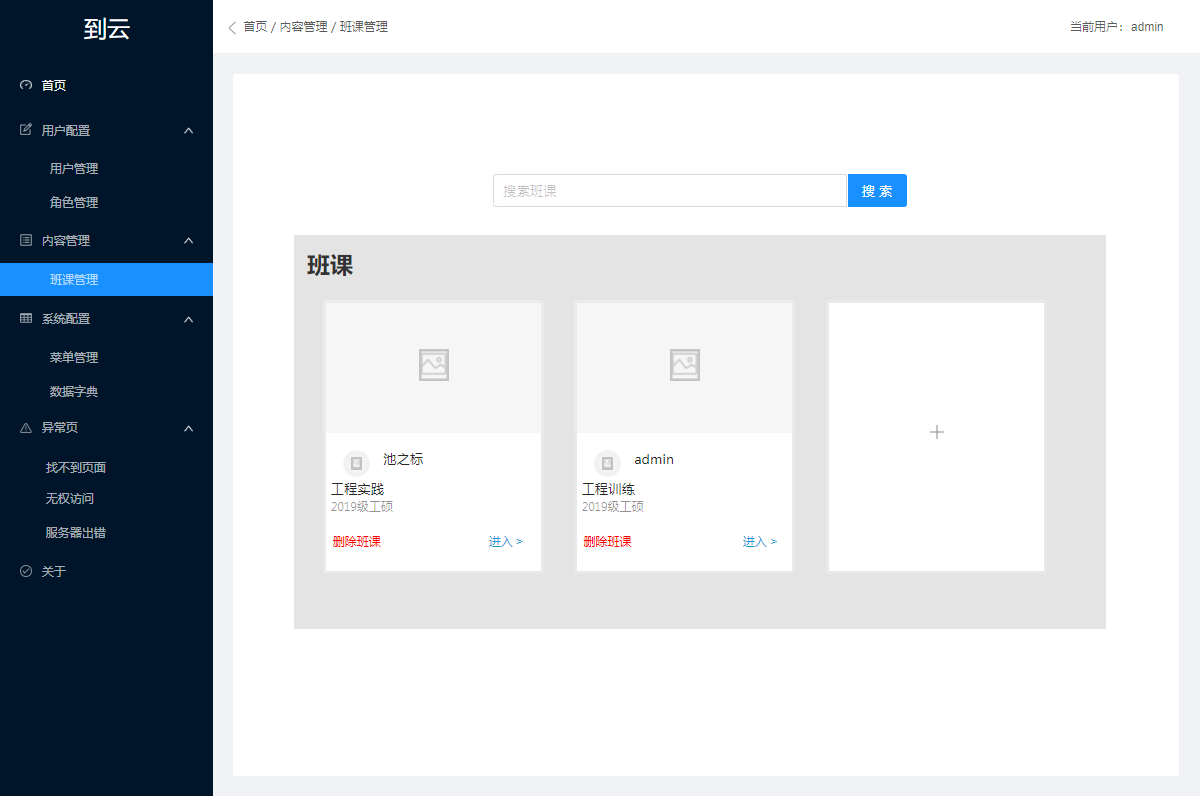 到云
首页
用户配置
用户管理
角色管理
内容管理
班课管理
系统配置
菜单管理
数据字典
异常页
找不到页面
无权访问
服务器出错
关于
首页 / 内容管理 / 班课管理
当前用户：admin
搜索班课
搜 索
班课
池之标
工程实践
2019级工硕
删除班课
进入 >
admin
工程训练
2019级工硕
删除班课
进入 >